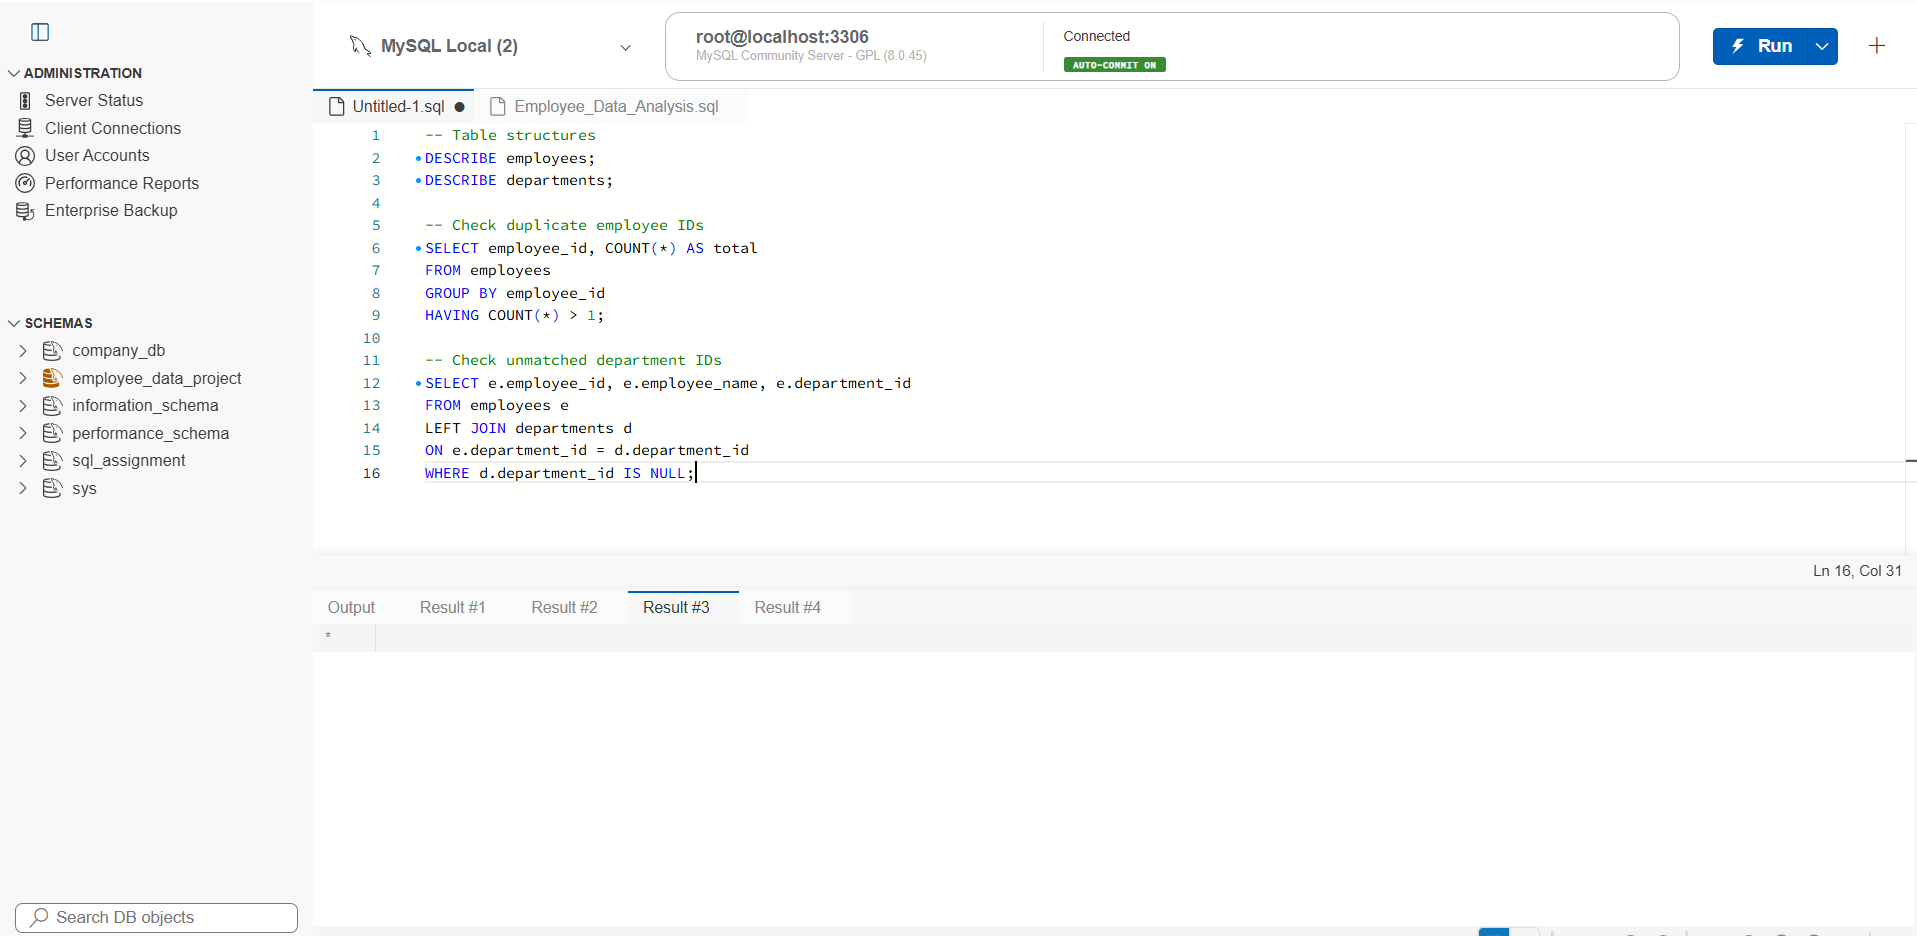 ADMINISTRATION
Server Status
Client Connections
User Accounts
Performance Reports
Enterprise Backup
SCHEMAS
company_db
employee_data_project
information_schema
performance_schema
sql_assignment
sys
Search DB objects
MySQL Local (2)
root@localhost:3306
MySQL Community Server - GPL (8.0.45)
Connected
AUTO-COMMIT ON
Run
Untitled-1.sql
Employee_Data_Analysis.sql
1 -- Table structures
2 DESCRIBE employees;
3 DESCRIBE departments;
4
5 -- Check duplicate employee IDs
6 SELECT employee_id, COUNT(*) AS total
7 FROM employees
8 GROUP BY employee_id
9 HAVING COUNT(*) > 1;
10
11 -- Check unmatched department IDs
12 SELECT e.employee_id, e.employee_name, e.department_id
13 FROM employees e
14 LEFT JOIN departments d
15 ON e.department_id = d.department_id
16 WHERE d.department_id IS NULL;
Ln 16, Col 31
Output Result #1 Result #2 Result #3 Result #4
*